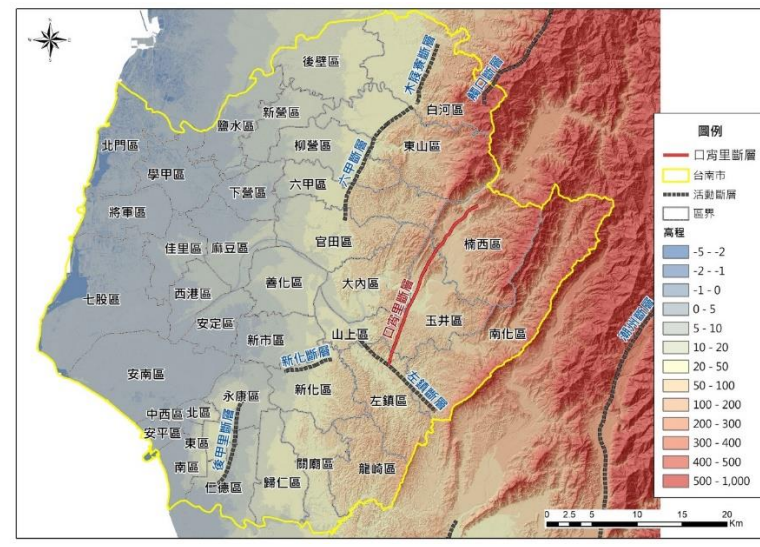 後壁區
木屐寮斷層
觸口斷層
白河區
新營區
鹽水區
北門區
柳營區
東山區
學甲區
六甲斷層
六甲區
下營區
將軍區
官田區
楠西區
佳里區
麻豆區
大內區
善化區
口宵里斷層
七股區
西港區
玉井區
安定區
山上區
南化區
新市區
潮州斷層
新化斷層
安南區
左鎮斷層
新化區
永康區
左鎮區
中西區
北區
安平區
東區
後甲里斷層
南區
關廟區
龍崎區
仁德區
歸仁區
圖例
口宵里斷層
台南市
活動斷層
區界
高程
-5 - -2
-2 - -1
-1 - 0
0 - 5
5 - 10
10 - 20
20 - 50
50 - 100
100 - 200
200 - 300
300 - 400
400 - 500
500 - 1,000
0 2.5 5 10 15 20
Km